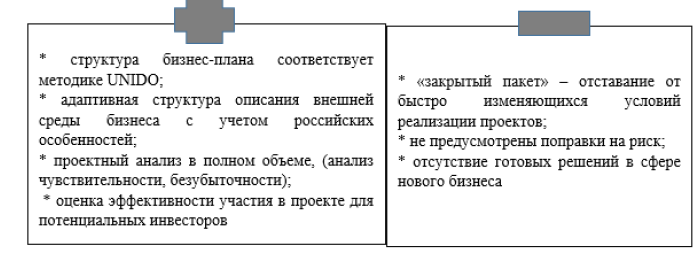 * структура бизнес-плана соответствует
методике UNIDO;
* адаптивная структура описания внешней
среды бизнеса с учетом российских
особенностей;
* проектный анализ в полном объеме, (анализ
чувствительности, безубыточности);
* оценка эффективности участия в проекте для
потенциальных инвесторов
* «закрытый пакет» – отставание от
быстро изменяющихся условий
реализации проектов;
* не предусмотрены поправки на риск;
* отсутствие готовых решений в сфере
нового бизнеса